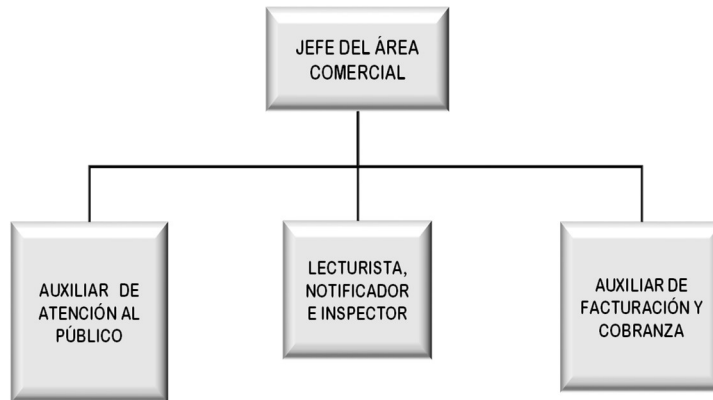 JEFE DEL ÁREA
COMERCIAL
AUXILIAR DE
ATENCIÓN AL
PÚBLICO
LECTURISTA,
NOTIFICADOR
E INSPECTOR
AUXILIAR DE
FACTURACIÓN Y
COBRANZA